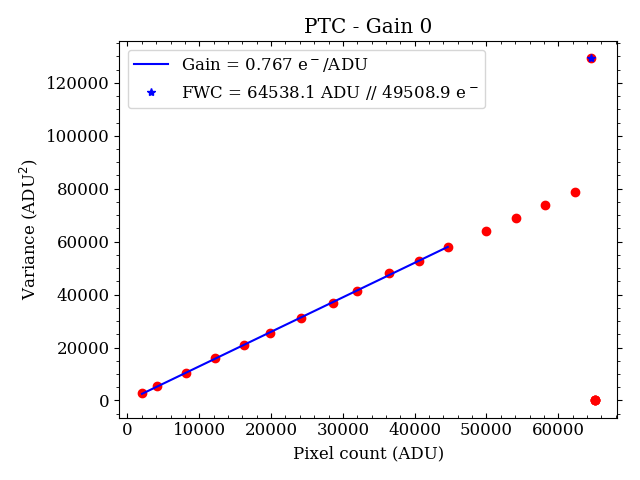 PTC - Gain 0
Gain = 0.767 e⁻/ADU
FWC = 64538.1 ADU // 49508.9 e⁻
120000
100000
80000
60000
40000
20000
0
Variance (ADU²)
0 10000 20000 30000 40000 50000 60000
Pixel count (ADU)